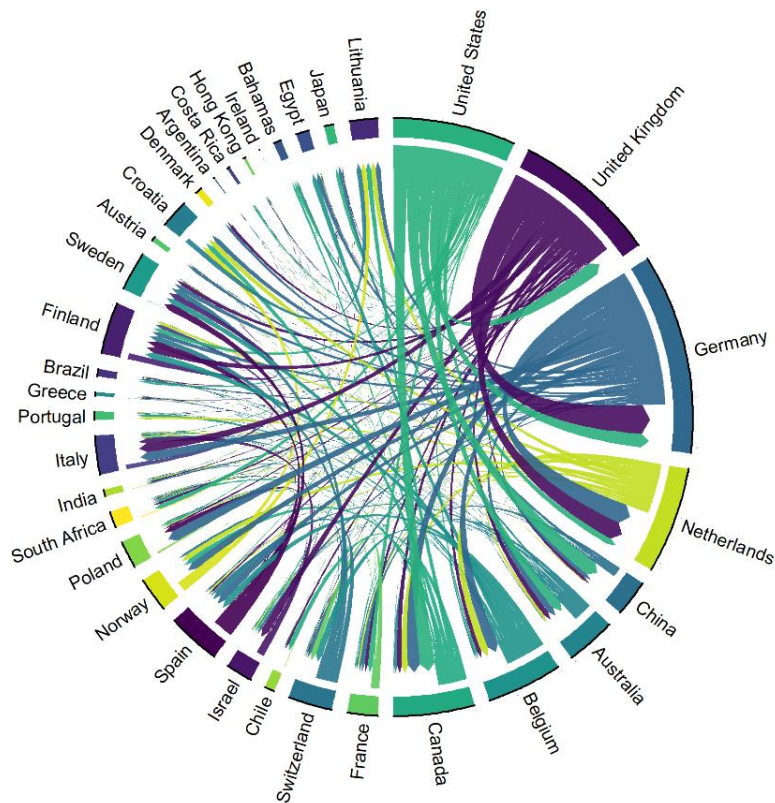 United States
United Kingdom
Germany
Netherlands
China
Australia
Belgium
Canada
France
Switzerland
Chile
Israel
Spain
Norway
Poland
South Africa
India
Italy
Portugal
Greece
Brazil
Finland
Sweden
Austria
Croatia
Denmark
Argentina
Costa Rica
Hong Kong
Ireland
Bahamas
Egypt
Japan
Lithuania